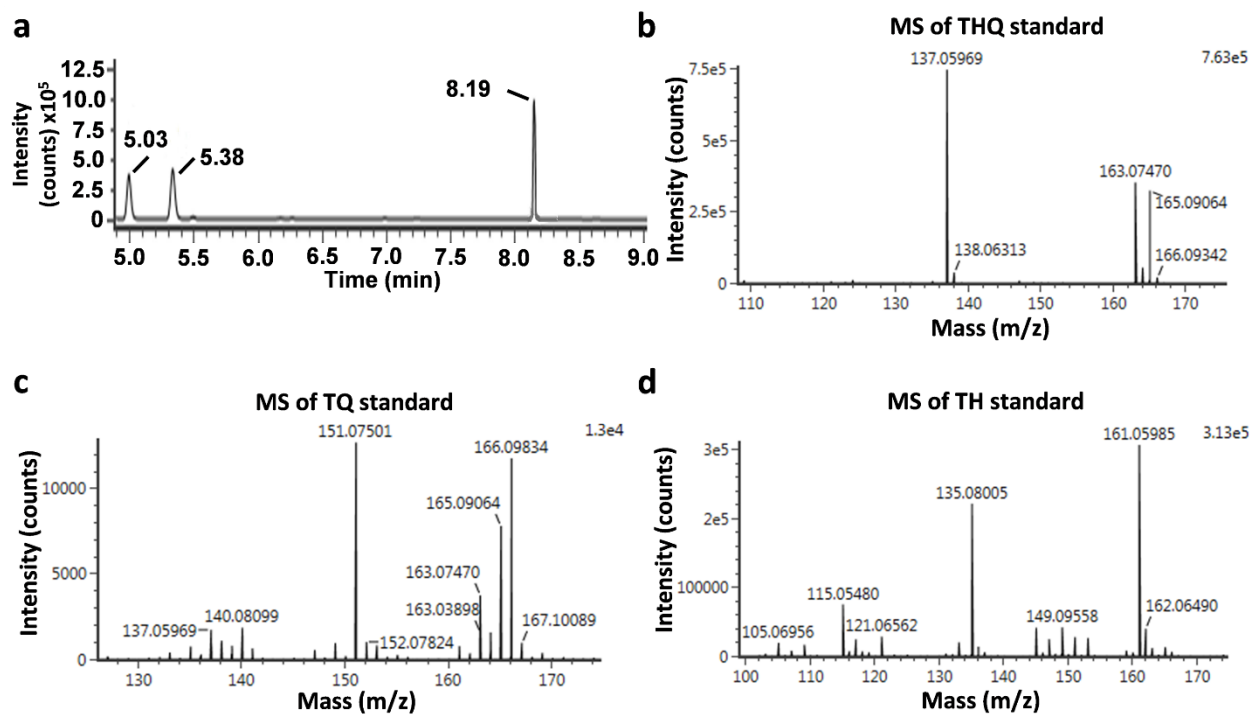 a
Intensity
(counts) x10⁵
12.5
10.0
7.5
5.0
2.5
0
5.03
5.38
8.19
5.0 5.5 6.0 6.5 7.0 7.5 8.0 8.5 9.0
Time (min)
b
MS of THQ standard
7.63e5
Intensity (counts)
7.5e5
5e5
2.5e5
0
137.05969
138.06313
163.07470
165.09064
166.09342
110 120 130 140 150 160 170
Mass (m/z)
c
MS of TQ standard
1.3e4
Intensity (counts)
10000
5000
0
151.07501
166.09834
165.09064
163.07470
163.03898
140.08099
137.05969
152.07824
167.10089
130 140 150 160 170
Mass (m/z)
d
MS of TH standard
3.13e5
Intensity (counts)
3e5
2e5
100000
0
161.05985
135.08005
115.05480
105.06956
121.06562
149.09558
162.06490
100 110 120 130 140 150 160 170
Mass (m/z)